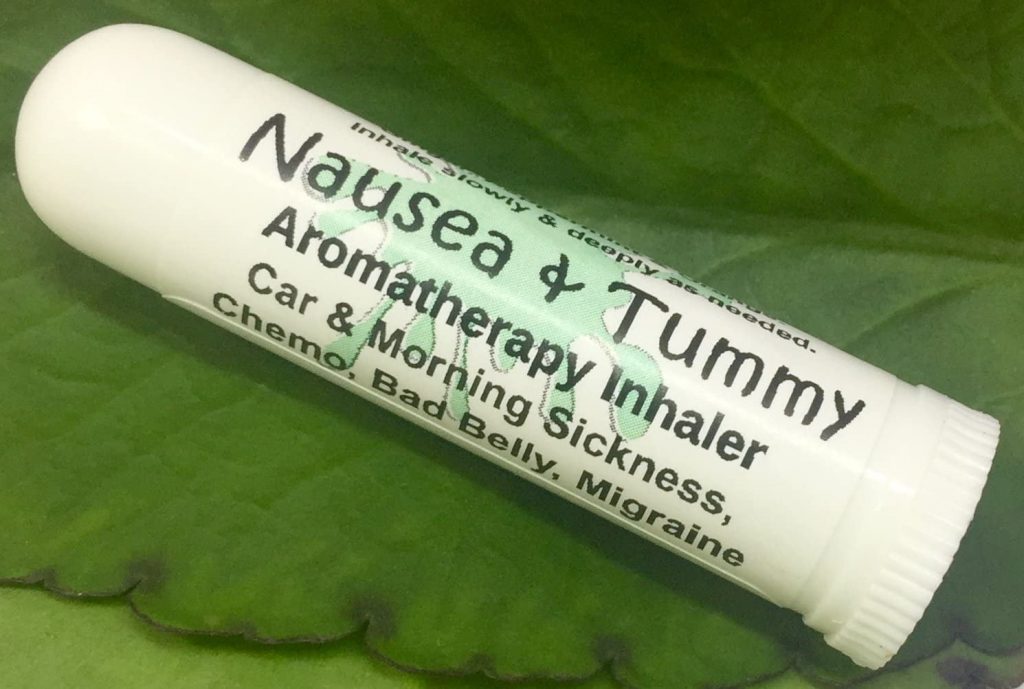 Inhale slowly & deeply as needed.
Nausea & Tummy
Aromatherapy Inhaler
Car & Morning Sickness,
Chemo, Bad Belly, Migraine